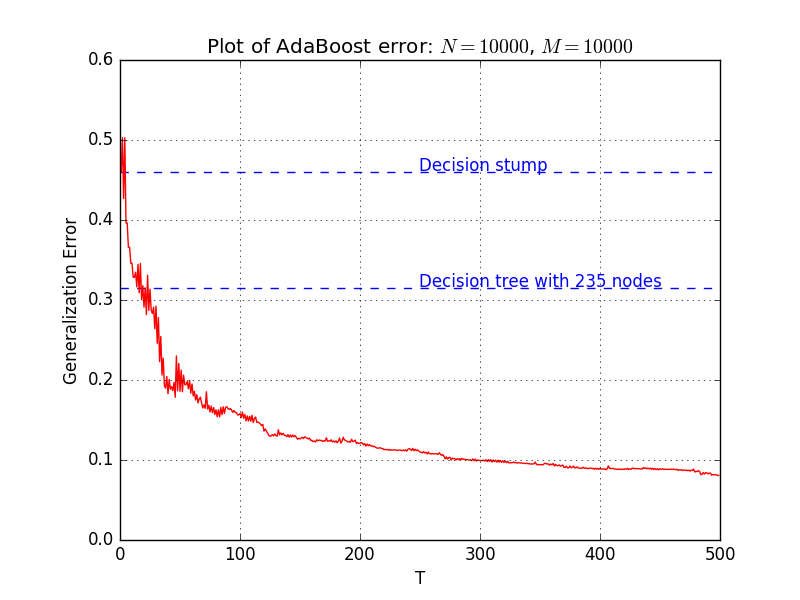 Plot of AdaBoost error: N = 10000, M = 10000
0.6
0.5
0.4
0.3
0.2
0.1
0.0
Generalization Error
Decision stump
Decision tree with 235 nodes
0 100 200 300 400 500
T